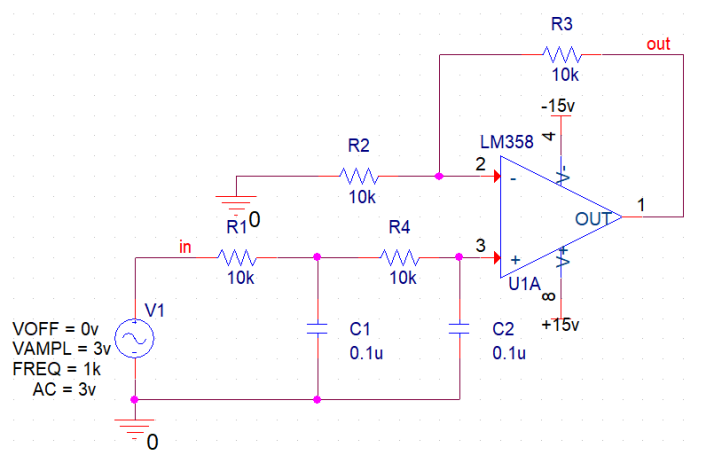 R3
out
10k
-15v
4
LM358
V-
R2
2
-
10k
1
OUT
0
R1
in
R4
3
+
V+
10k
10k
U1A
8
+15v
V1
VOFF = 0v
VAMPL = 3v
FREQ = 1k
AC = 3v
C1
0.1u
C2
0.1u
0